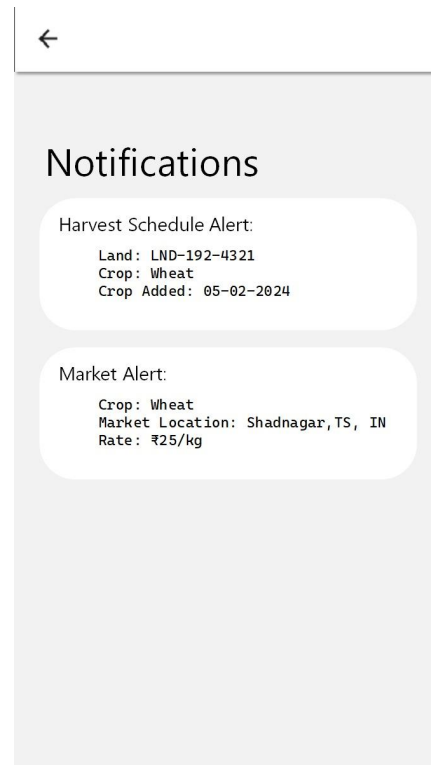 Notifications
Harvest Schedule Alert:
Land: LND-192-4321
Crop: Wheat
Crop Added: 05-02-2024
Market Alert:
Crop: Wheat
Market Location: Shadnagar,TS, IN
Rate: ₹25/kg